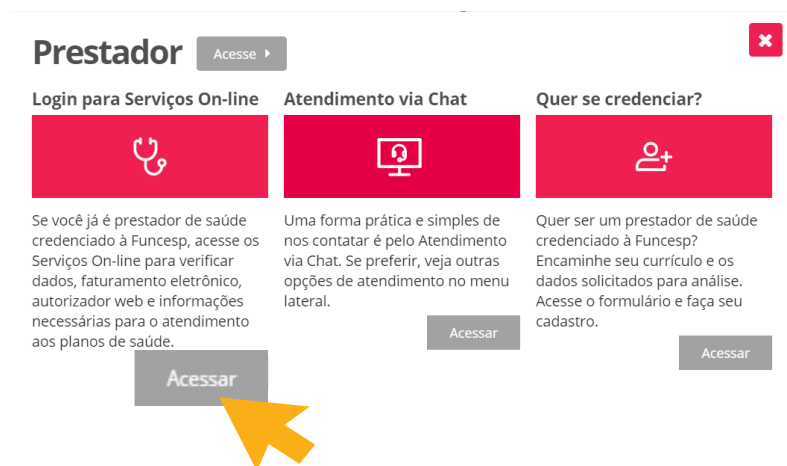 Prestador
Acesse
Login para Serviços On-line
Se você já é prestador de saúde
credenciado à Funcesp, acesse os
Serviços On-line para verificar
dados, faturamento eletrônico,
autorizador web e informações
necessárias para o atendimento
aos planos de saúde.
Acessar
Atendimento via Chat
Uma forma prática e simples de
nos contatar é pelo Atendimento
via Chat. Se preferir, veja outras
opções de atendimento no menu
lateral.
Acessar
Quer se credenciar?
Quer ser um prestador de saúde
credenciado à Funcesp?
Encaminhe seu currículo e os
dados solicitados para análise.
Acesse o formulário e faça seu
cadastro.
Acessar